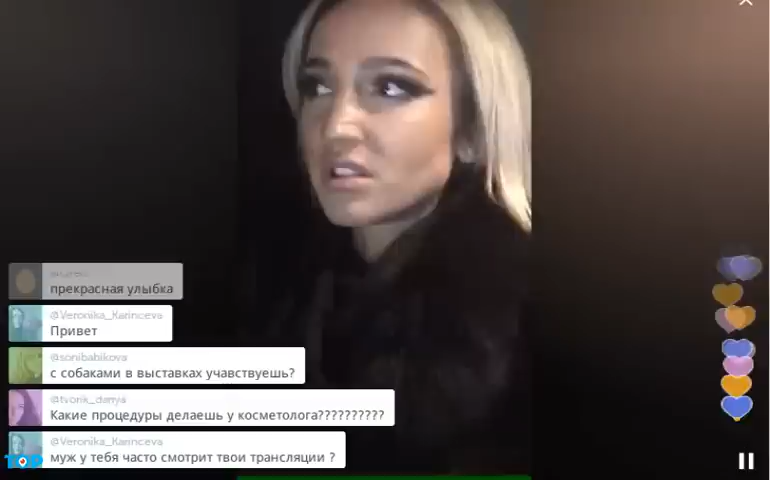 прекрасная улыбка
@Veronika_Karinceva
Привет
@sonibabikova
с собаками в выставках учавствуешь?
@tvorik_danya
Какие процедуры делаешь у косметолога??????????
@Veronika_Karinceva
муж у тебя часто смотрит твои трансляции ?
TOP